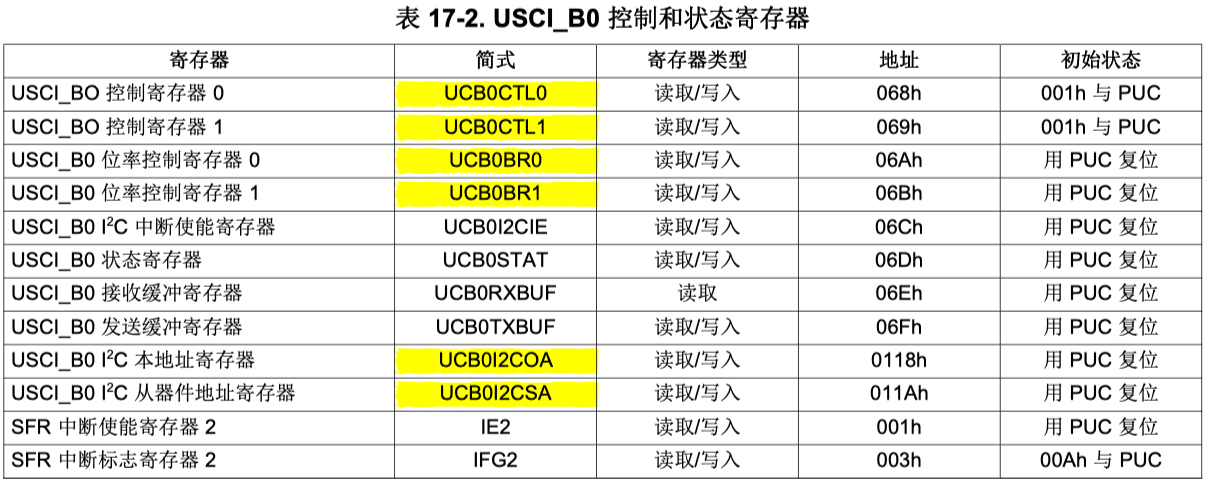 表 17-2. USCI_B0 控制和状态寄存器
寄存器 简式 寄存器类型 地址 初始状态
USCI_BO 控制寄存器 0 UCB0CTL0 读取/写入 068h 001h 与 PUC
USCI_BO 控制寄存器 1 UCB0CTL1 读取/写入 069h 001h 与 PUC
USCI_B0 位率控制寄存器 0 UCB0BR0 读取/写入 06Ah 用 PUC 复位
USCI_B0 位率控制寄存器 1 UCB0BR1 读取/写入 06Bh 用 PUC 复位
USCI_B0 I²C 中断使能寄存器 UCB0I2CIE 读取/写入 06Ch 用 PUC 复位
USCI_B0 状态寄存器 UCB0STAT 读取/写入 06Dh 用 PUC 复位
USCI_B0 接收缓冲寄存器 UCB0RXBUF 读取 06Eh 用 PUC 复位
USCI_B0 发送缓冲寄存器 UCB0TXBUF 读取/写入 06Fh 用 PUC 复位
USCI_B0 I²C 本地址寄存器 UCB0I2COA 读取/写入 0118h 用 PUC 复位
USCI_B0 I²C 从器件地址寄存器 UCB0I2CSA 读取/写入 011Ah 用 PUC 复位
SFR 中断使能寄存器 2 IE2 读取/写入 001h 用 PUC 复位
SFR 中断标志寄存器 2 IFG2 读取/写入 003h 00Ah 与 PUC